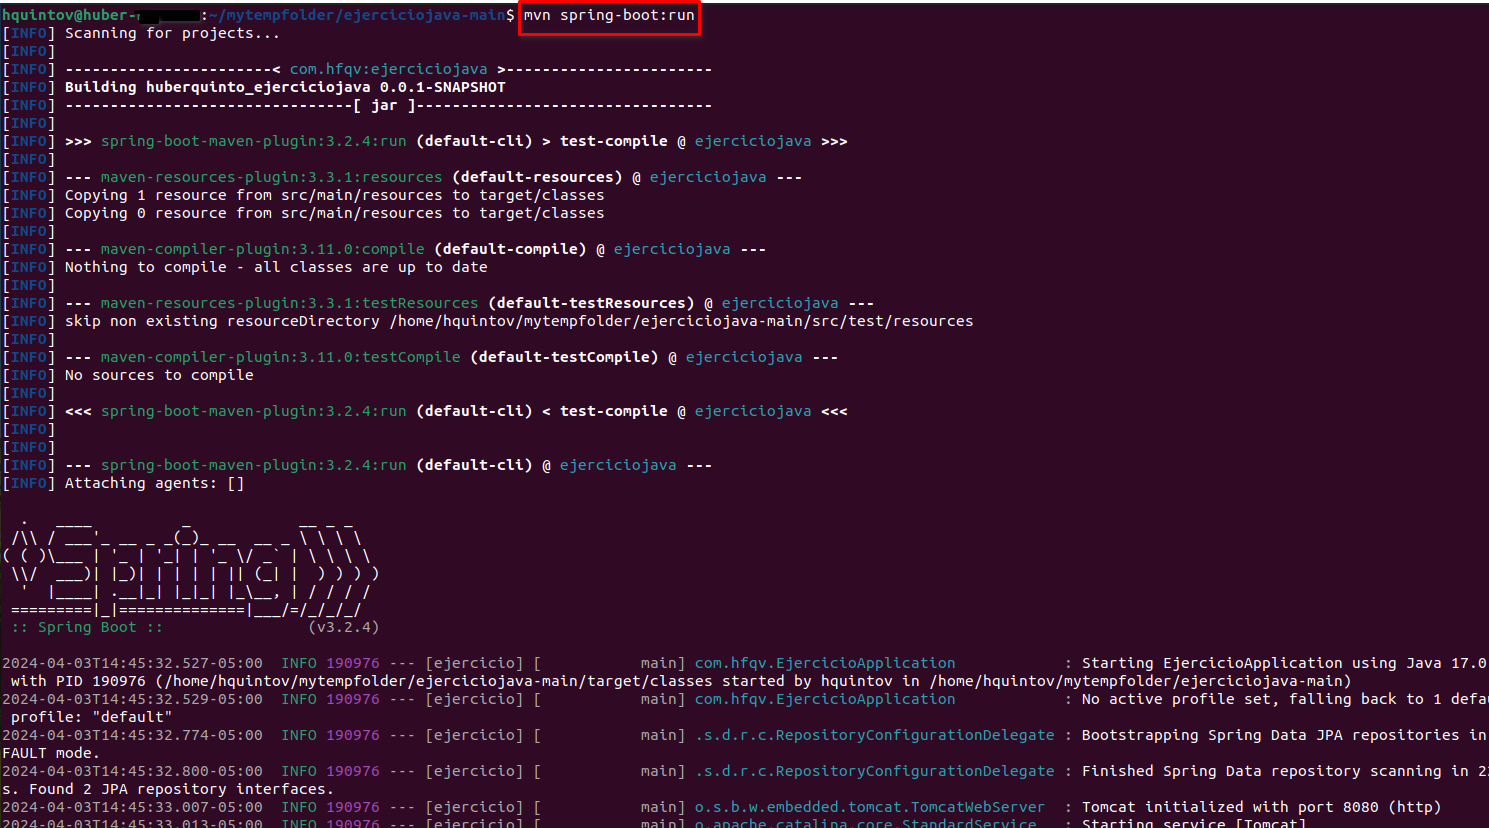 hquintov@huber-:~/mytempfolder/ejerciciojava-main$ mvn spring-boot:run
[INFO] Scanning for projects...
[INFO]
[INFO] -----------------------< com.hfqv:ejerciciojava >-----------------------
[INFO] Building huberquinto_ejerciciojava 0.0.1-SNAPSHOT
[INFO] --------------------------------[ jar ]---------------------------------
[INFO]
[INFO] >>> spring-boot-maven-plugin:3.2.4:run (default-cli) > test-compile @ ejerciciojava >>>
[INFO]
[INFO] --- maven-resources-plugin:3.3.1:resources (default-resources) @ ejerciciojava ---
[INFO] Copying 1 resource from src/main/resources to target/classes
[INFO] Copying 0 resource from src/main/resources to target/classes
[INFO]
[INFO] --- maven-compiler-plugin:3.11.0:compile (default-compile) @ ejerciciojava ---
[INFO] Nothing to compile - all classes are up to date
[INFO]
[INFO] --- maven-resources-plugin:3.3.1:testResources (default-testResources) @ ejerciciojava ---
[INFO] skip non existing resourceDirectory /home/hquintov/mytempfolder/ejerciciojava-main/src/test/resources
[INFO]
[INFO] --- maven-compiler-plugin:3.11.0:testCompile (default-testCompile) @ ejerciciojava ---
[INFO] No sources to compile
[INFO]
[INFO] <<< spring-boot-maven-plugin:3.2.4:run (default-cli) < test-compile @ ejerciciojava <<<
[INFO]
[INFO]
[INFO] --- spring-boot-maven-plugin:3.2.4:run (default-cli) @ ejerciciojava ---
[INFO] Attaching agents: []
  .   ____          _            __ _ _
 /\\ / ___'_ __ _ _(_)_ __  __ _ \ \ \ \
( ( )\___ | '_ | '_| | '_ \/ _` | \ \ \ \
 \\/  ___)| |_)| | | | | || (_| |  ) ) ) )
  '  |____| .__|_| |_|_| |_\__, | / / / /
 =========|_|==============|___/=/_/_/_/
 :: Spring Boot ::                (v3.2.4)
2024-04-03T14:45:32.527-05:00  INFO 190976 --- [ejercicio] [           main] com.hfqv.EjercicioApplication            : Starting EjercicioApplication using Java 17.0
 with PID 190976 (/home/hquintov/mytempfolder/ejerciciojava-main/target/classes started by hquintov in /home/hquintov/mytempfolder/ejerciciojava-main)
2024-04-03T14:45:32.529-05:00  INFO 190976 --- [ejercicio] [           main] com.hfqv.EjercicioApplication            : No active profile set, falling back to 1 defa
 profile: "default"
2024-04-03T14:45:32.774-05:00  INFO 190976 --- [ejercicio] [           main] .s.d.r.c.RepositoryConfigurationDelegate : Bootstrapping Spring Data JPA repositories in
FAULT mode.
2024-04-03T14:45:32.800-05:00  INFO 190976 --- [ejercicio] [           main] .s.d.r.c.RepositoryConfigurationDelegate : Finished Spring Data repository scanning in 2
s. Found 2 JPA repository interfaces.
2024-04-03T14:45:33.007-05:00  INFO 190976 --- [ejercicio] [           main] o.s.b.w.embedded.tomcat.TomcatWebServer  : Tomcat initialized with port 8080 (http)
2024-04-03T14:45:33.013-05:00  INFO 190976 --- [ejercicio] [           main] o.apache.catalina.core.StandardService   : Starting service [Tomcat]